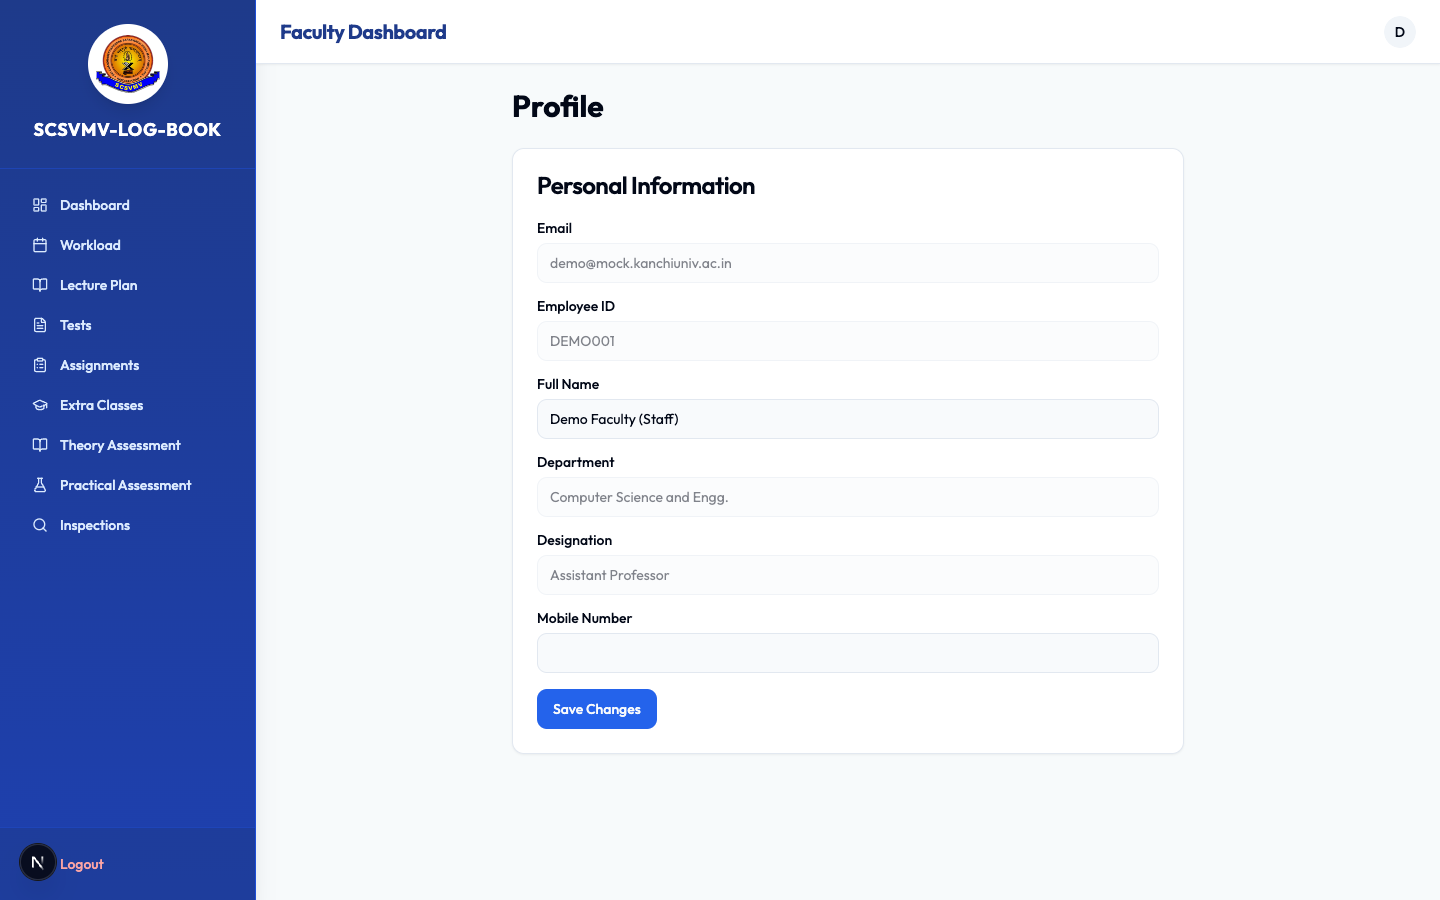 SCSVMV
SCSVMV-LOG-BOOK
Dashboard
Workload
Lecture Plan
Tests
Assignments
Extra Classes
Theory Assessment
Practical Assessment
Inspections
N
Logout
Faculty Dashboard
D
Profile
Personal Information
Email
demo@mock.kanchiuniv.ac.in
Employee ID
DEMO001
Full Name
Demo Faculty (Staff)
Department
Computer Science and Engg.
Designation
Assistant Professor
Mobile Number
Save Changes